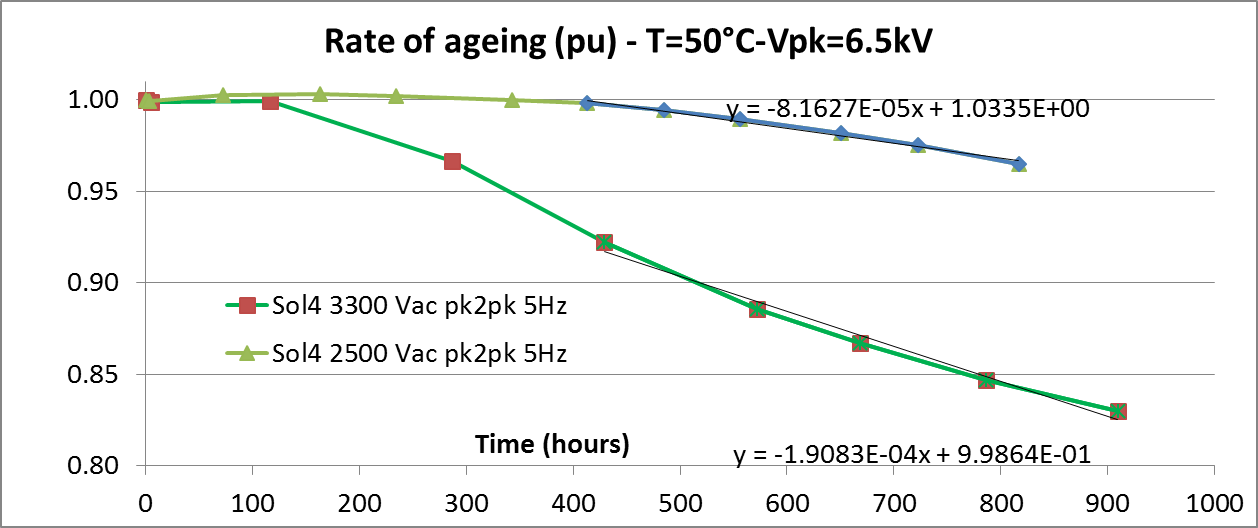 Rate of ageing (pu) - T=50°C-Vpk=6.5kV
1.00
y = -8.1627E-05x + 1.0335E+00
0.95
0.90
Sol4 3300 Vac pk2pk 5Hz
Sol4 2500 Vac pk2pk 5Hz
0.85
Time (hours)
y = -1.9083E-04x + 9.9864E-01
0.80
0 100 200 300 400 500 600 700 800 900 1000